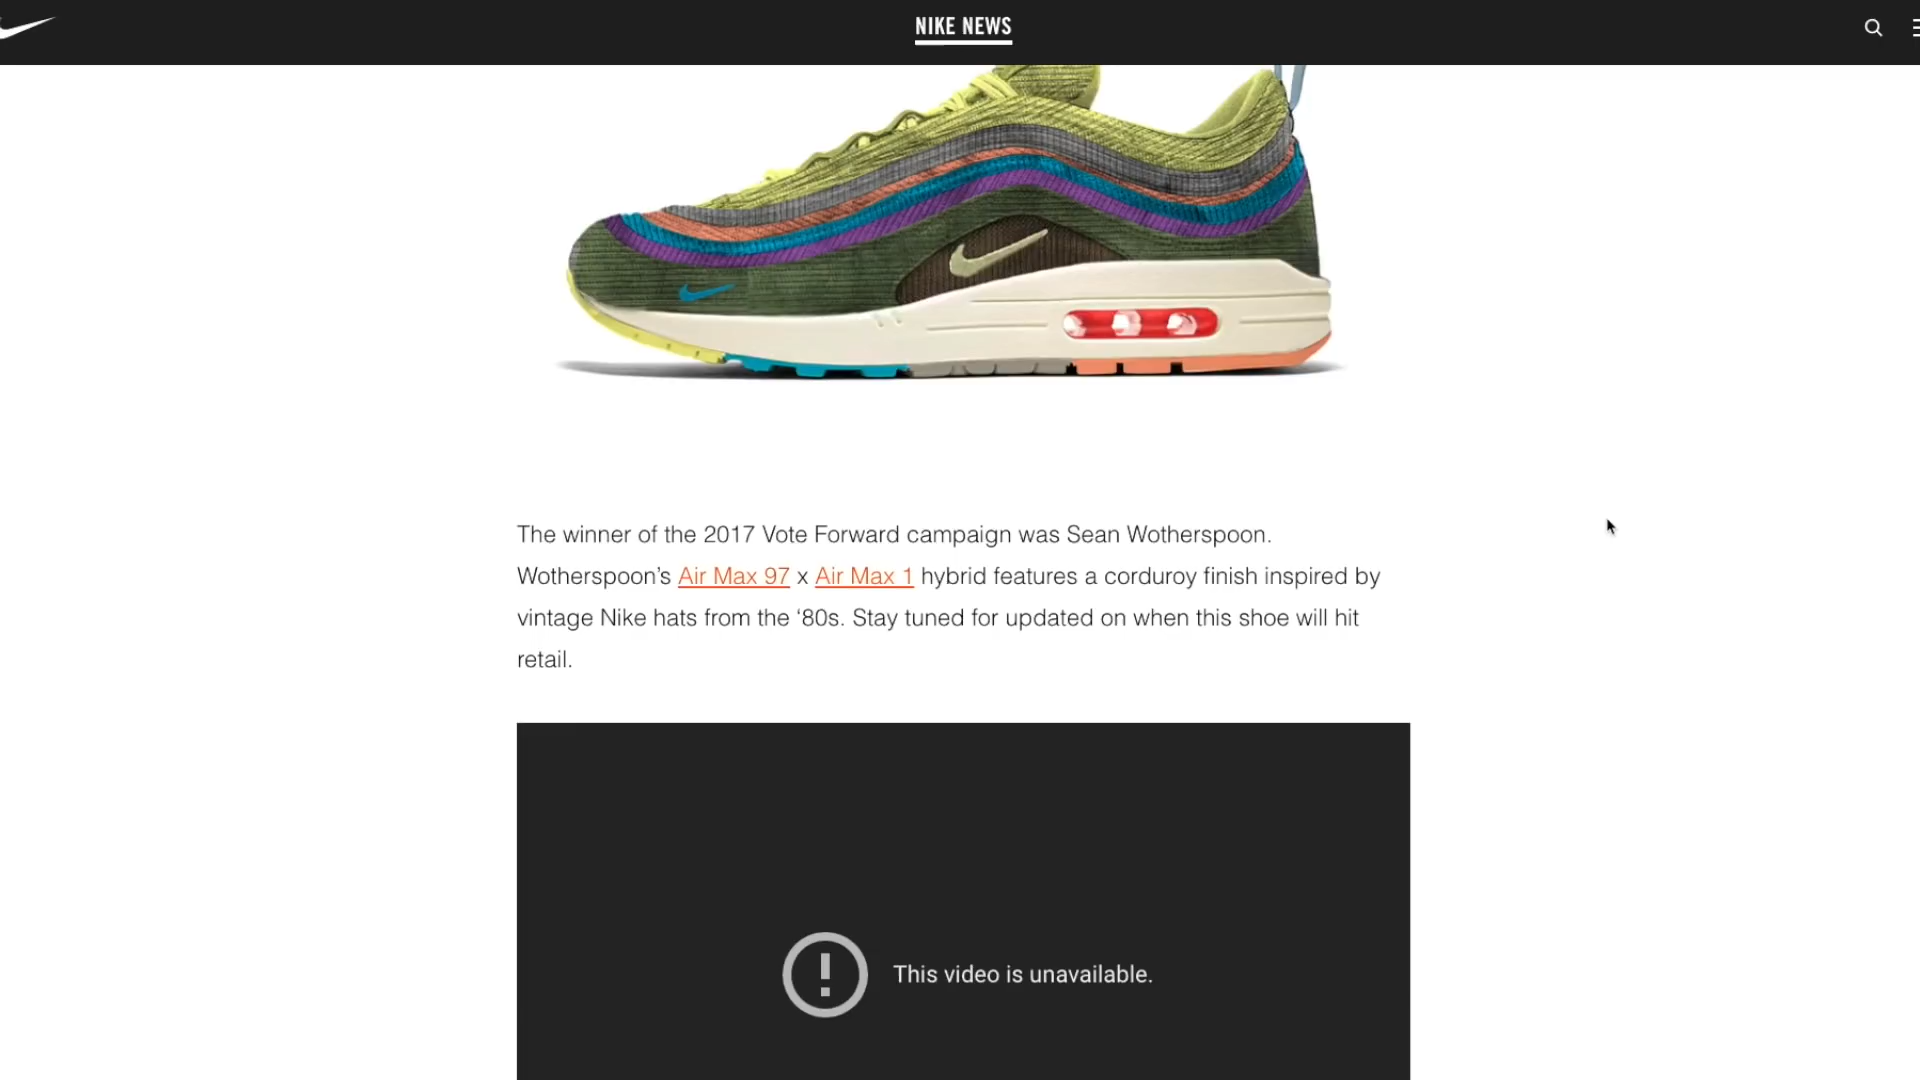 NIKE NEWS
The winner of the 2017 Vote Forward campaign was Sean Wotherspoon.
Wotherspoon’s Air Max 97 x Air Max 1 hybrid features a corduroy finish inspired by
vintage Nike hats from the ‘80s. Stay tuned for updated on when this shoe will hit
retail.
This video is unavailable.